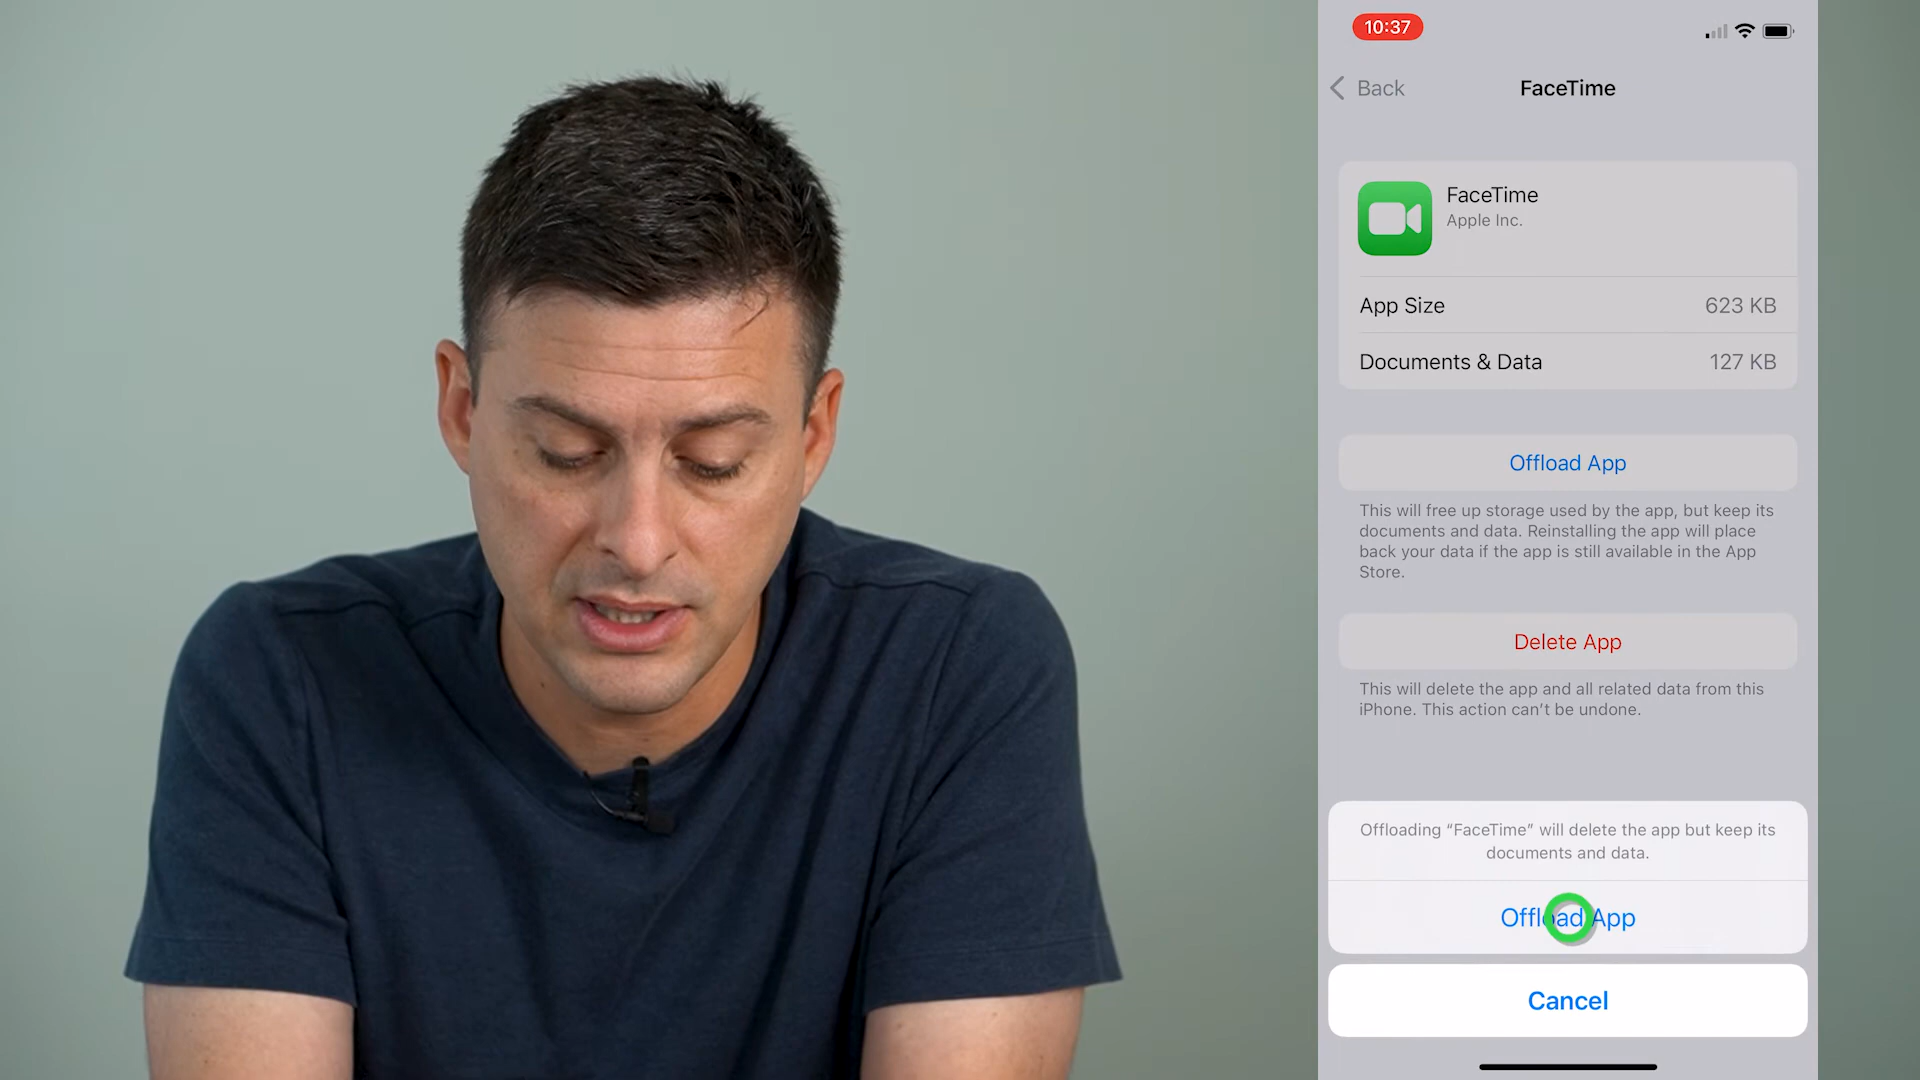 10:37
Back
FaceTime
FaceTime
Apple Inc.
App Size 623 KB
Documents & Data 127 KB
Offload App
This will free up storage used by the app, but keep its
documents and data. Reinstalling the app will place
back your data if the app is still available in the App
Store.
Delete App
This will delete the app and all related data from this
iPhone. This action can't be undone.
Offloading “FaceTime” will delete the app but keep its
documents and data.
Offload App
Cancel